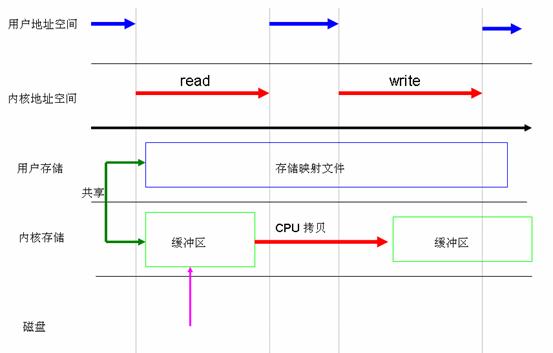 用户地址空间
read
write
内核地址空间
用户存储
存储映射文件
共享
内核存储
缓冲区
CPU 拷贝
缓冲区
磁盘